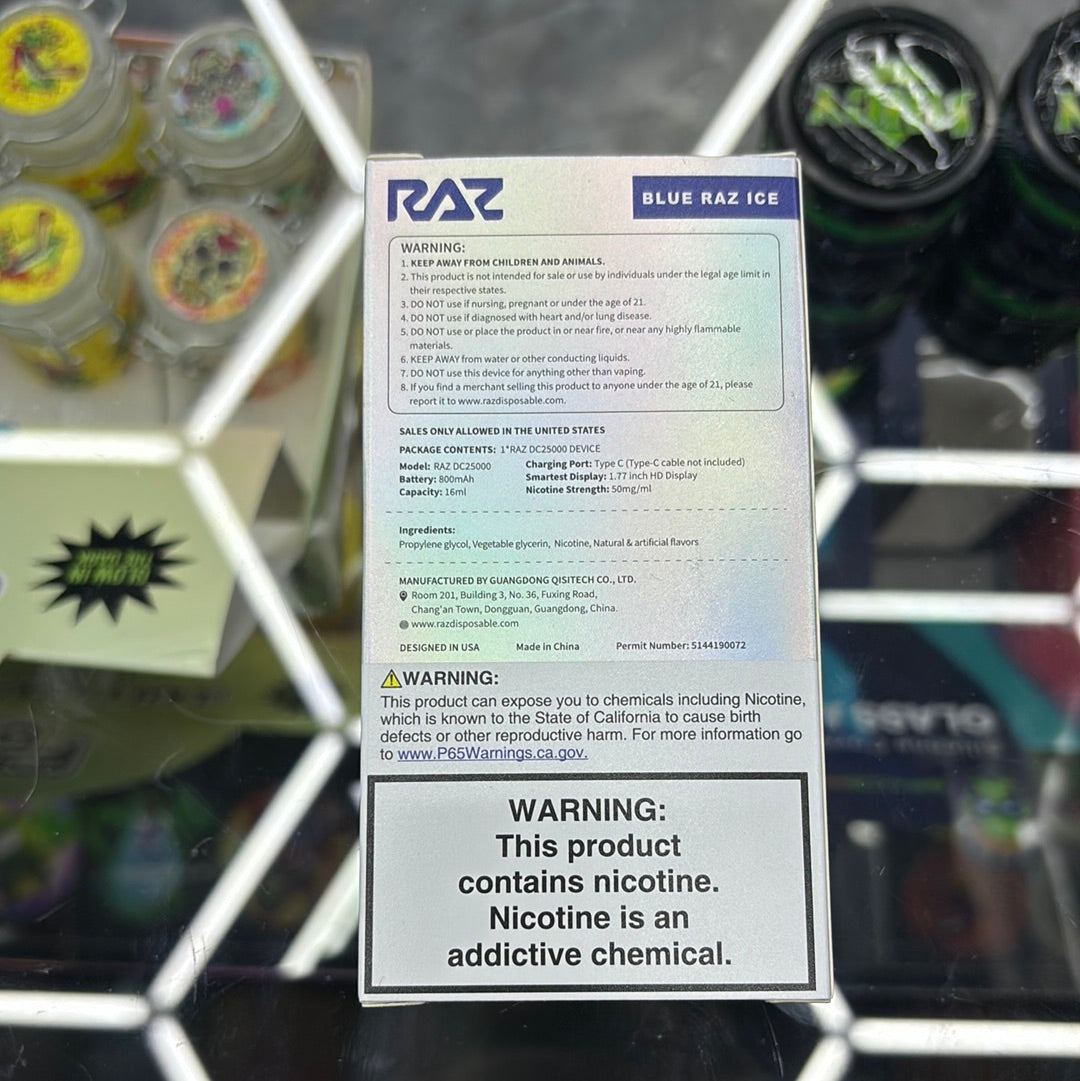 RAZ
BLUE RAZ ICE
WARNING:
1. KEEP AWAY FROM CHILDREN AND ANIMALS.
2. This product is not intended for sale or use by individuals under the legal age limit in
their respective states.
3. DO NOT use if nursing, pregnant or under the age of 21.
4. DO NOT use if diagnosed with heart and/or lung disease.
5. DO NOT use or place the product in or near fire, or near any highly flammable
materials.
6. KEEP AWAY from water or other conducting liquids.
7. DO NOT use this device for anything other than vaping.
8. If you find a merchant selling this product to anyone under the age of 21, please
report it to www.razdisposable.com.
SALES ONLY ALLOWED IN THE UNITED STATES
PACKAGE CONTENTS: 1*RAZ DC25000 DEVICE
Model: RAZ DC25000
Charging Port: Type C (Type-C cable not included)
Battery: 800mAh
Smartest Display: 1.77 inch HD Display
Capacity: 16ml
Nicotine Strength: 50mg/ml
Ingredients:
Propylene glycol, Vegetable glycerin, Nicotine, Natural & artificial flavors
MANUFACTURED BY GUANGDONG QISITECH CO., LTD.
Room 201, Building 3, No. 36, Fuxing Road,
Chang'an Town, Dongguan, Guangdong, China.
www.razdisposable.com
DESIGNED IN USA Made in China Permit Number: 5144190072
WARNING:
This product can expose you to chemicals including Nicotine,
which is known to the State of California to cause birth
defects or other reproductive harm. For more information go
to www.P65Warnings.ca.gov.
WARNING:
This product
contains nicotine.
Nicotine is an
addictive chemical.